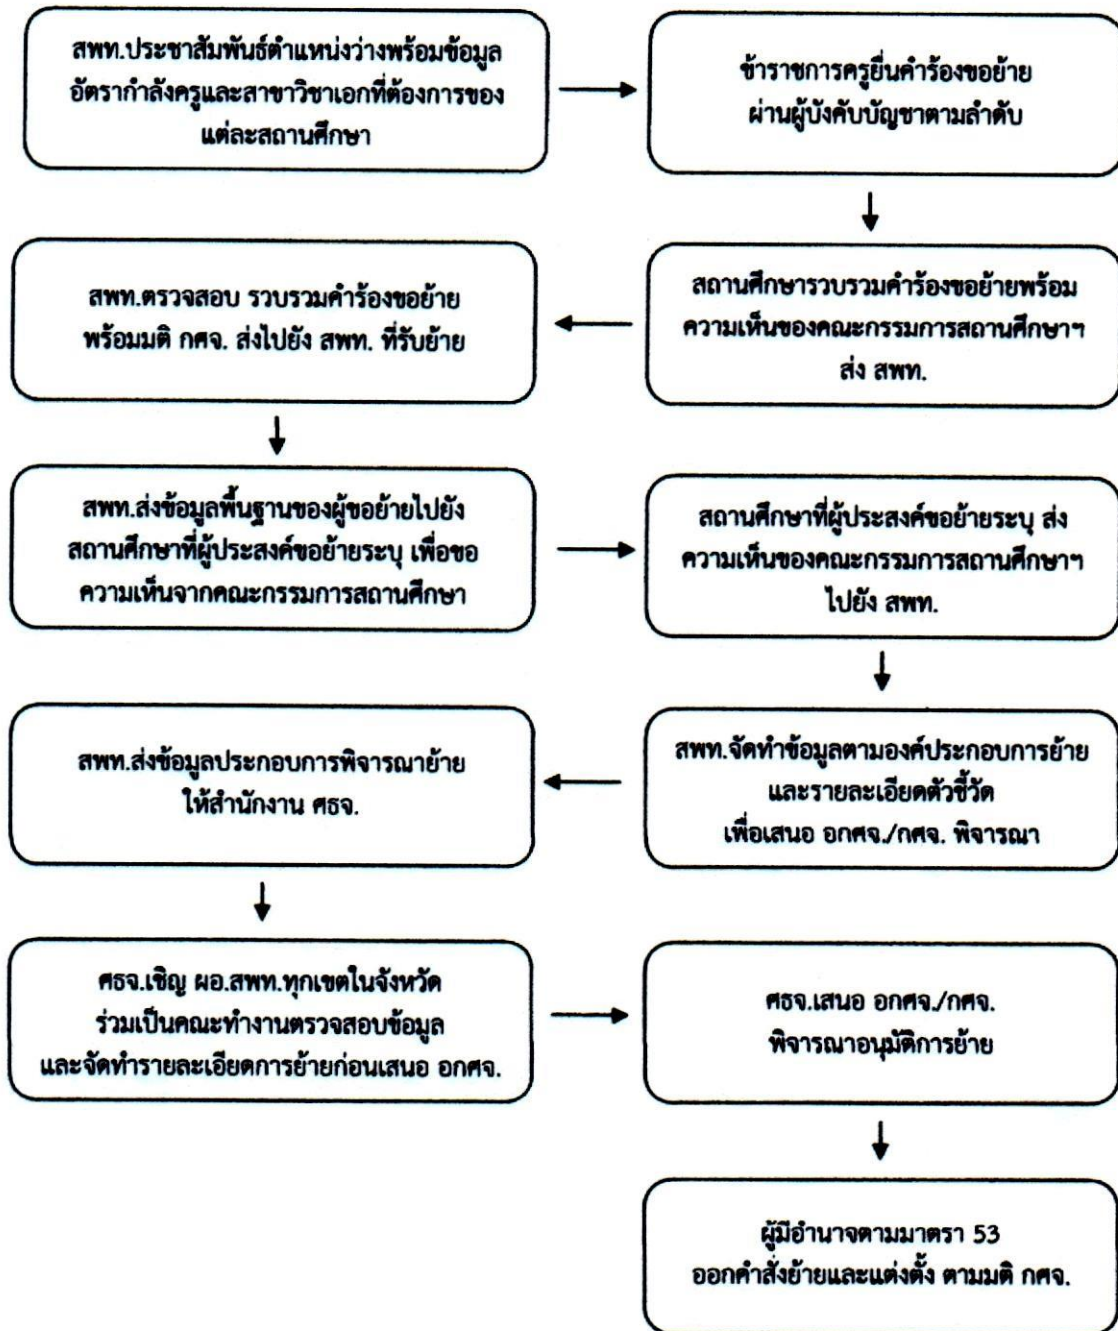 สพท.ประชาสัมพันธ์ตำแหน่งว่างพร้อมข้อมูล
อัตรากำลังครูและสาขาวิชาเอกที่ต้องการของ
แต่ละสถานศึกษา
ข้าราชการครูยื่นคำร้องขอย้าย
ผ่านผู้บังคับบัญชาตามลำดับ
สถานศึกษารวบรวมคำร้องขอย้ายพร้อม
ความเห็นของคณะกรรมการสถานศึกษาฯ
ส่ง สพท.
สพท.ตรวจสอบ รวบรวมคำร้องขอย้าย
พร้อมมติ กศจ. ส่งไปยัง สพท. ที่รับย้าย
สพท.ส่งข้อมูลพื้นฐานของผู้ขอย้ายไปยัง
สถานศึกษาที่ผู้ประสงค์ขอย้ายระบุ เพื่อขอ
ความเห็นจากคณะกรรมการสถานศึกษา
สถานศึกษาที่ผู้ประสงค์ขอย้ายระบุ ส่ง
ความเห็นของคณะกรรมการสถานศึกษาฯ
ไปยัง สพท.
สพท.จัดทำข้อมูลตามองค์ประกอบการย้าย
และรายละเอียดตัวชี้วัด
เพื่อเสนอ อกศจ./กศจ. พิจารณา
สพท.ส่งข้อมูลประกอบการพิจารณาย้าย
ให้สำนักงาน ศธจ.
ศธจ.เชิญ ผอ.สพท.ทุกเขตในจังหวัด
ร่วมเป็นคณะทำงานตรวจสอบข้อมูล
และจัดทำรายละเอียดการย้ายก่อนเสนอ อกศจ.
ศธจ.เสนอ อกศจ./กศจ.
พิจารณาอนุมัติการย้าย
ผู้มีอำนาจตามมาตรา 53
ออกคำสั่งย้ายและแต่งตั้ง ตามมติ กศจ.